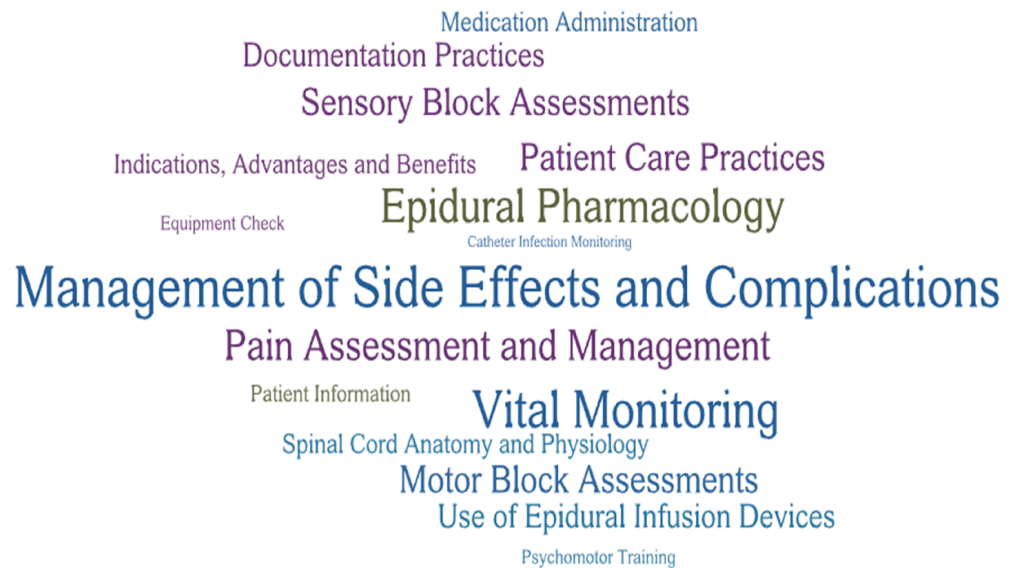 Medication Administration
Documentation Practices
Sensory Block Assessments
Indications, Advantages and Benefits
Patient Care Practices
Epidural Pharmacology
Equipment Check
Catheter Infection Monitoring
Management of Side Effects and Complications
Pain Assessment and Management
Patient Information
Vital Monitoring
Spinal Cord Anatomy and Physiology
Motor Block Assessments
Use of Epidural Infusion Devices
Psychomotor Training